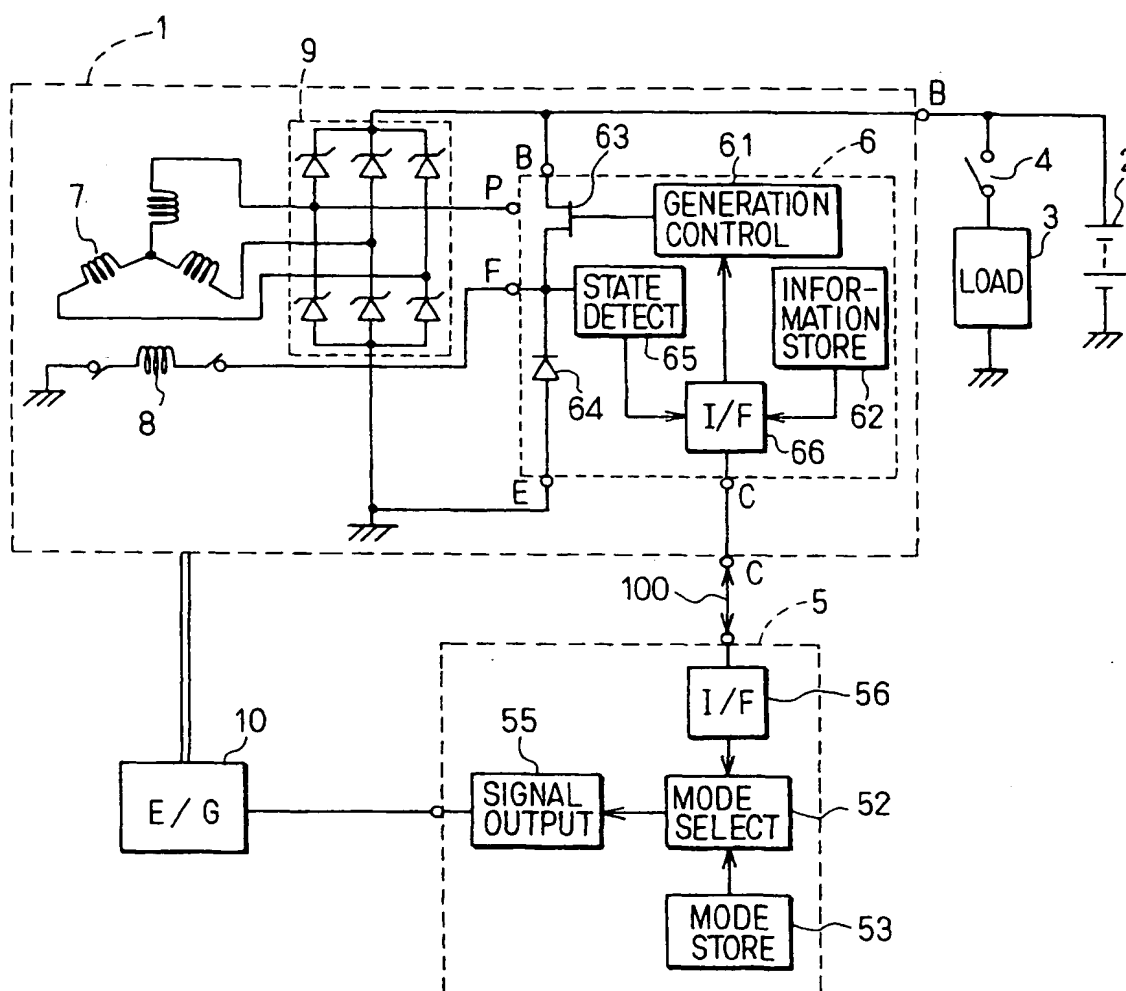 1
9
B
63
61
6
4
2
B
P
GENERATION
CONTROL
7
3
F
STATE
DETECT
INFOR-
MATION
STORE
LOAD
65
64
I/F
62
8
66
E
C
C
100
5
I/F
56
10
55
E/G
SIGNAL
OUTPUT
MODE
SELECT
52
MODE
STORE
53